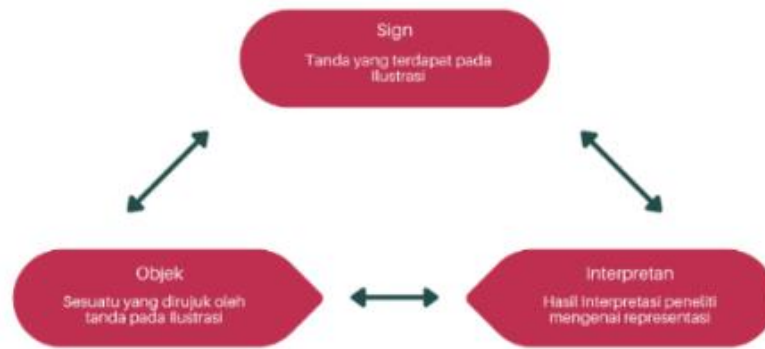 Sign
Tanda yang terdapat pada
Ilustrasi
Objek
Sesuatu yang dirujuk oleh
tanda pada Ilustrasi
Interpretan
Hasil Interpretasi peneliti
mengenai representasi